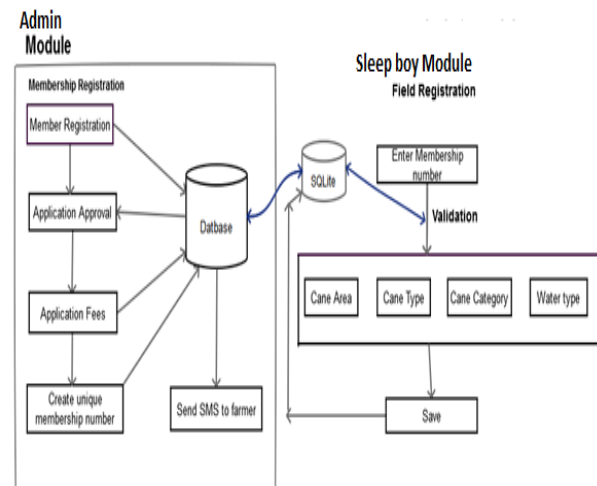 Admin
Module
Membership Registration
Member Registration
Application Approval
Application Fees
Create unique
membership number
Datbase
Send SMS to farmer
Sleep boy Module
Field Registration
SQLite
Enter Membership
number
Validation
Cane Area
Cane Type
Cane Category
Water type
Save